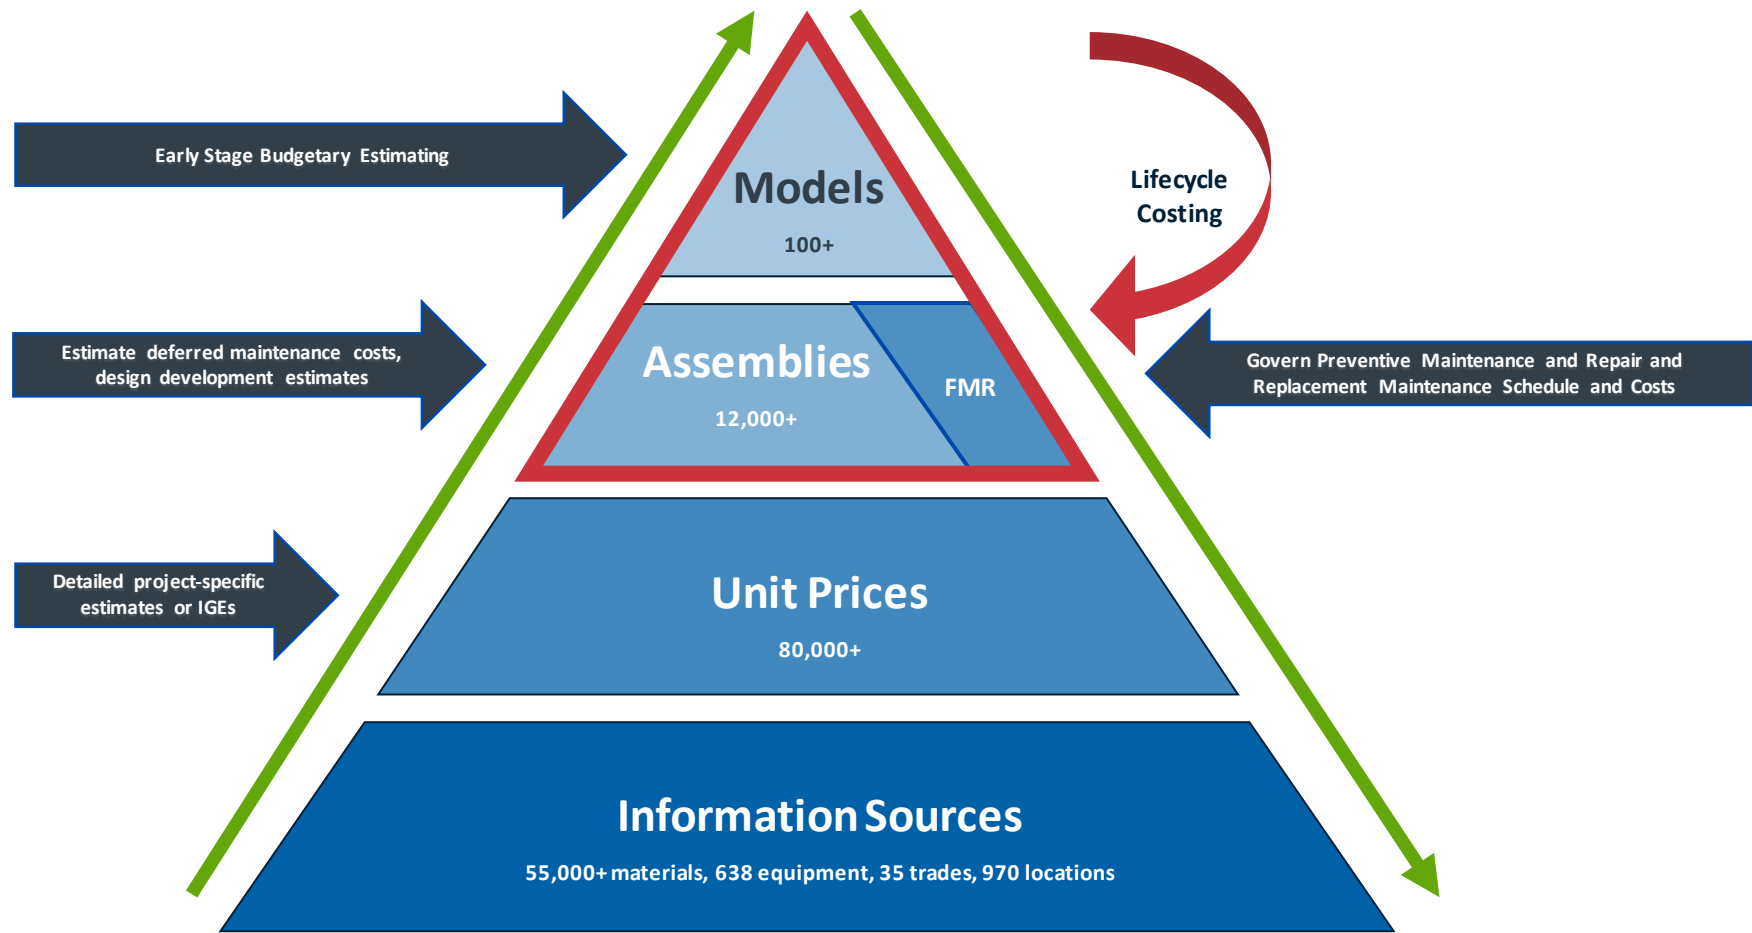 Early Stage Budgetary Estimating
Models
100+
Lifecycle
Costing
Estimate deferred maintenance costs,
design development estimates
Assemblies
12,000+
FMR
Govern Preventive Maintenance and Repair and
Replacement Maintenance Schedule and Costs
Detailed project-specific
estimates or IGEs
Unit Prices
80,000+
Information Sources
55,000+ materials, 638 equipment, 35 trades, 970 locations